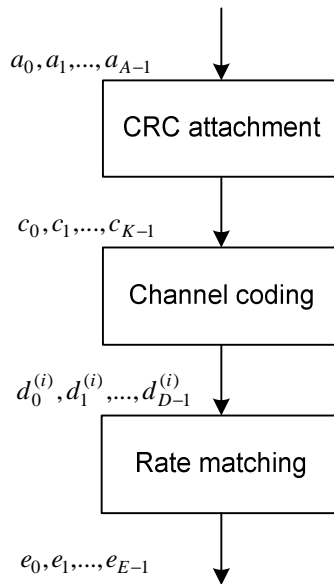 a_0, a_1,..., a_{A-1}
CRC attachment
c_0, c_1,..., c_{K-1}
Channel coding
d_0^{(i)}, d_1^{(i)},..., d_{D-1}^{(i)}
Rate matching
e_0, e_1,..., e_{E-1}